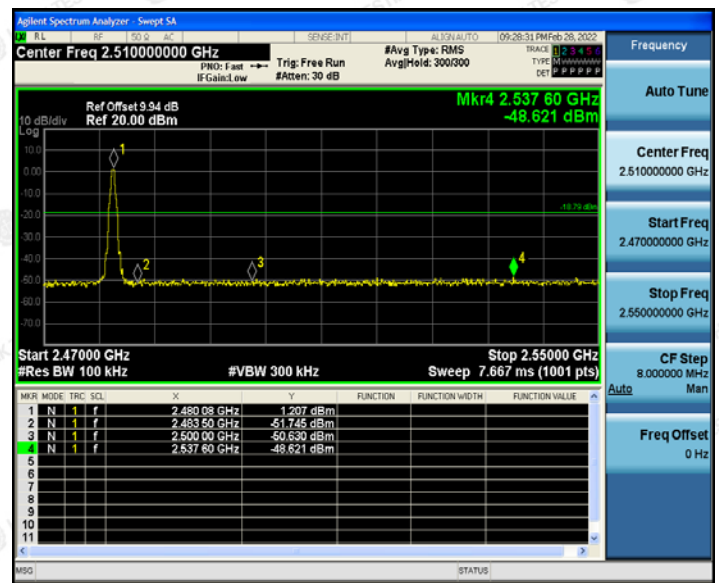 Agilent Spectrum Analyzer - Swept SA
RL RF 50 Ω AC SENSE:INT ALIGN AUTO 09:28:31 PM Feb 28, 2022
Center Freq 2.510000000 GHz
PNO: Fast
IFGain:Low
Trig: Free Run
#Atten: 30 dB
#Avg Type: RMS
Avg|Hold: 300/300
TRACE 1 2 3 4 5 6
TYPE M W W W W W
DET P P P P P P
Ref Offset 9.94 dB
10 dB/div Ref 20.00 dBm
Log
Mkr4 2.537 60 GHz
-48.621 dBm
10.0
0.00
-10.0
-20.0
-30.0
-40.0
-50.0
-60.0
-70.0
1
2
3
4
-18.79 dBm
Start 2.47000 GHz Stop 2.55000 GHz
#Res BW 100 kHz #VBW 300 kHz Sweep 7.667 ms (1001 pts)
MKR MODE TRC SCL X Y FUNCTION FUNCTION WIDTH FUNCTION VALUE
1 N 1 f 2.480 08 GHz 1.207 dBm
2 N 1 f 2.483 50 GHz -51.745 dBm
3 N 1 f 2.500 00 GHz -50.630 dBm
4 N 1 f 2.537 60 GHz -48.621 dBm
5
6
7
8
9
10
11
MSG STATUS
Frequency
Auto Tune
Center Freq
2.510000000 GHz
Start Freq
2.470000000 GHz
Stop Freq
2.550000000 GHz
CF Step
8.000000 MHz
Auto Man
Freq Offset
0 Hz